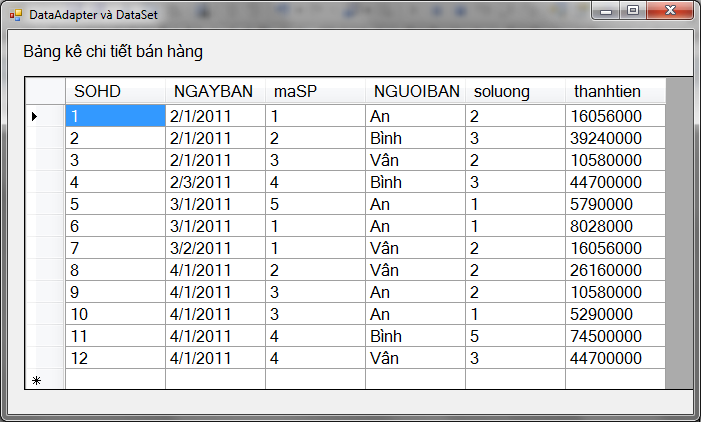 DataAdapter và DataSet
Bảng kê chi tiết bán hàng
SOHD NGAYBAN maSP NGUOIBAN soluong thanhtien
1 2/1/2011 1 An 2 16056000
2 2/1/2011 2 Bình 3 39240000
3 2/1/2011 3 Vân 2 10580000
4 2/3/2011 4 Bình 3 44700000
5 3/1/2011 5 An 1 5790000
6 3/1/2011 1 An 1 8028000
7 3/2/2011 1 Vân 2 16056000
8 4/1/2011 2 Vân 2 26160000
9 4/1/2011 3 An 2 10580000
10 4/1/2011 3 An 1 5290000
11 4/1/2011 4 Bình 5 74500000
12 4/1/2011 4 Vân 3 44700000